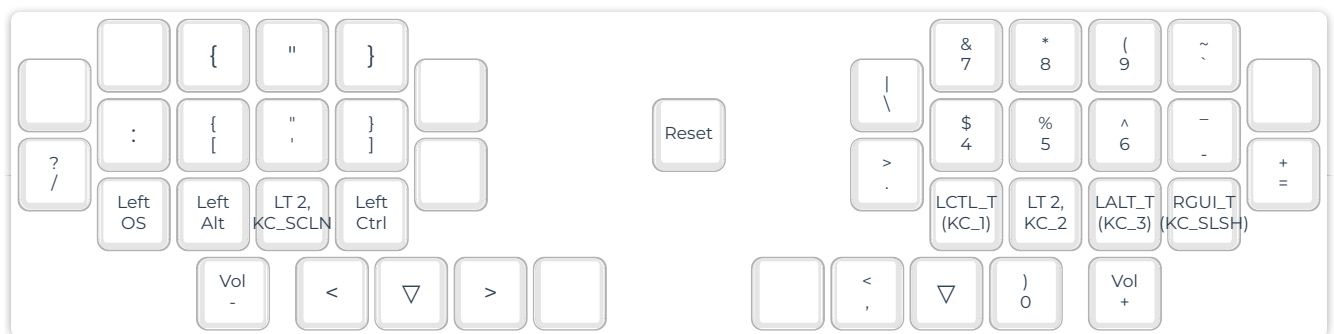 { " }
& * ( ~
7 8 9 `
|
\
Reset
:
{ " }
[ ' ]
$ % ^ _
4 5 6 -
?
/
>
.
+
=
Left Left LT 2, Left
OS Alt KC_SCLN Ctrl
LCTL_T LT 2, LALT_T RGUI_T
(KC_1) KC_2 (KC_3) (KC_SLSH)
Vol
-
< ▽ >
<
,
▽
)
0
Vol
+